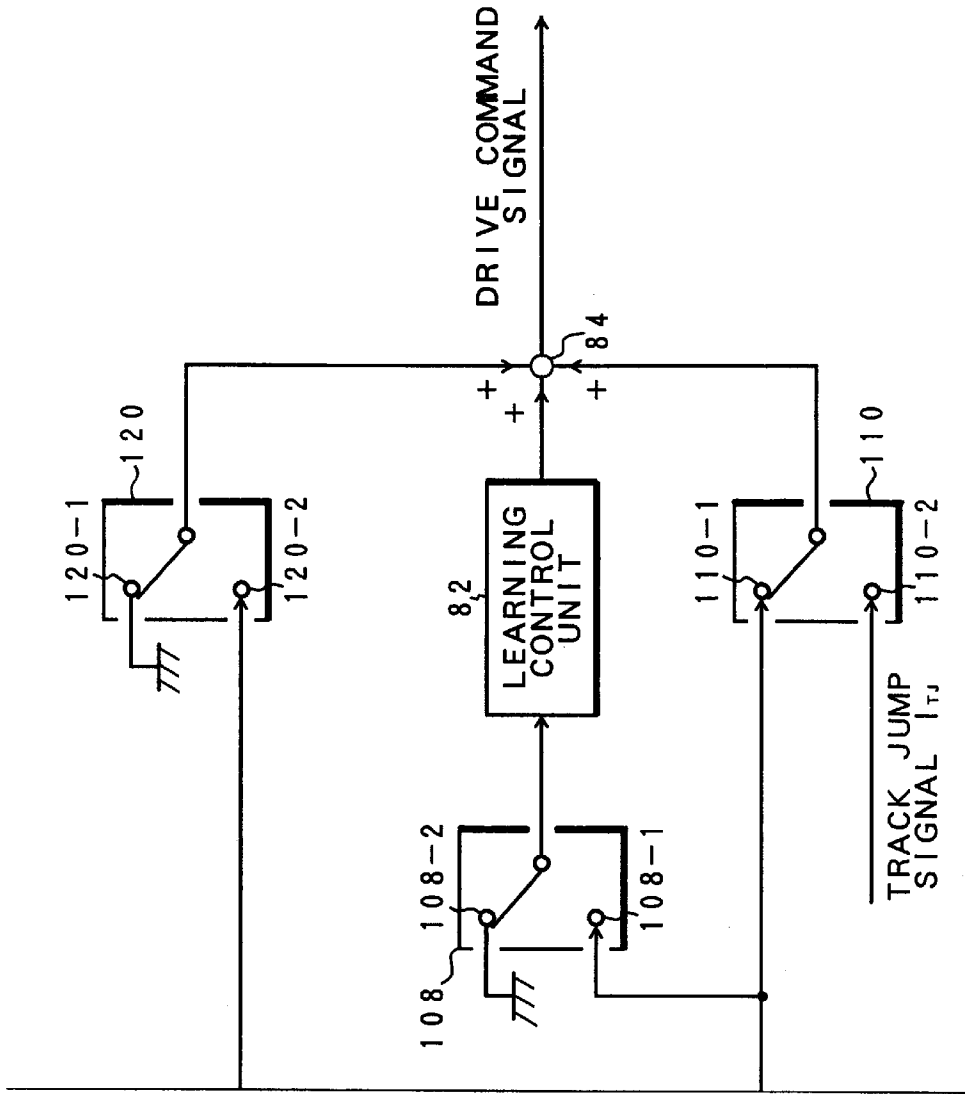 DRIVE COMMAND
SIGNAL
120
120-1
120-2
84
+
+
+
82
LEARNING
CONTROL
UNIT
110
110-1
110-2
108
108-2
108-1
TRACK JUMP
SIGNAL ITJ